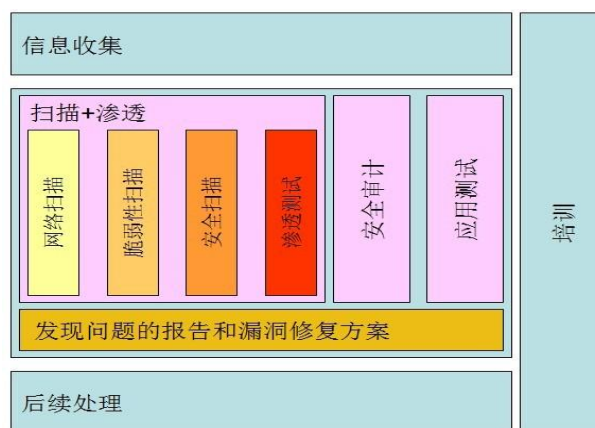 信息收集
扫描+渗透
网络扫描
脆弱性扫描
安全扫描
渗透测试
安全审计
应用测试
发现问题的报告和漏洞修复方案
后续处理
培训